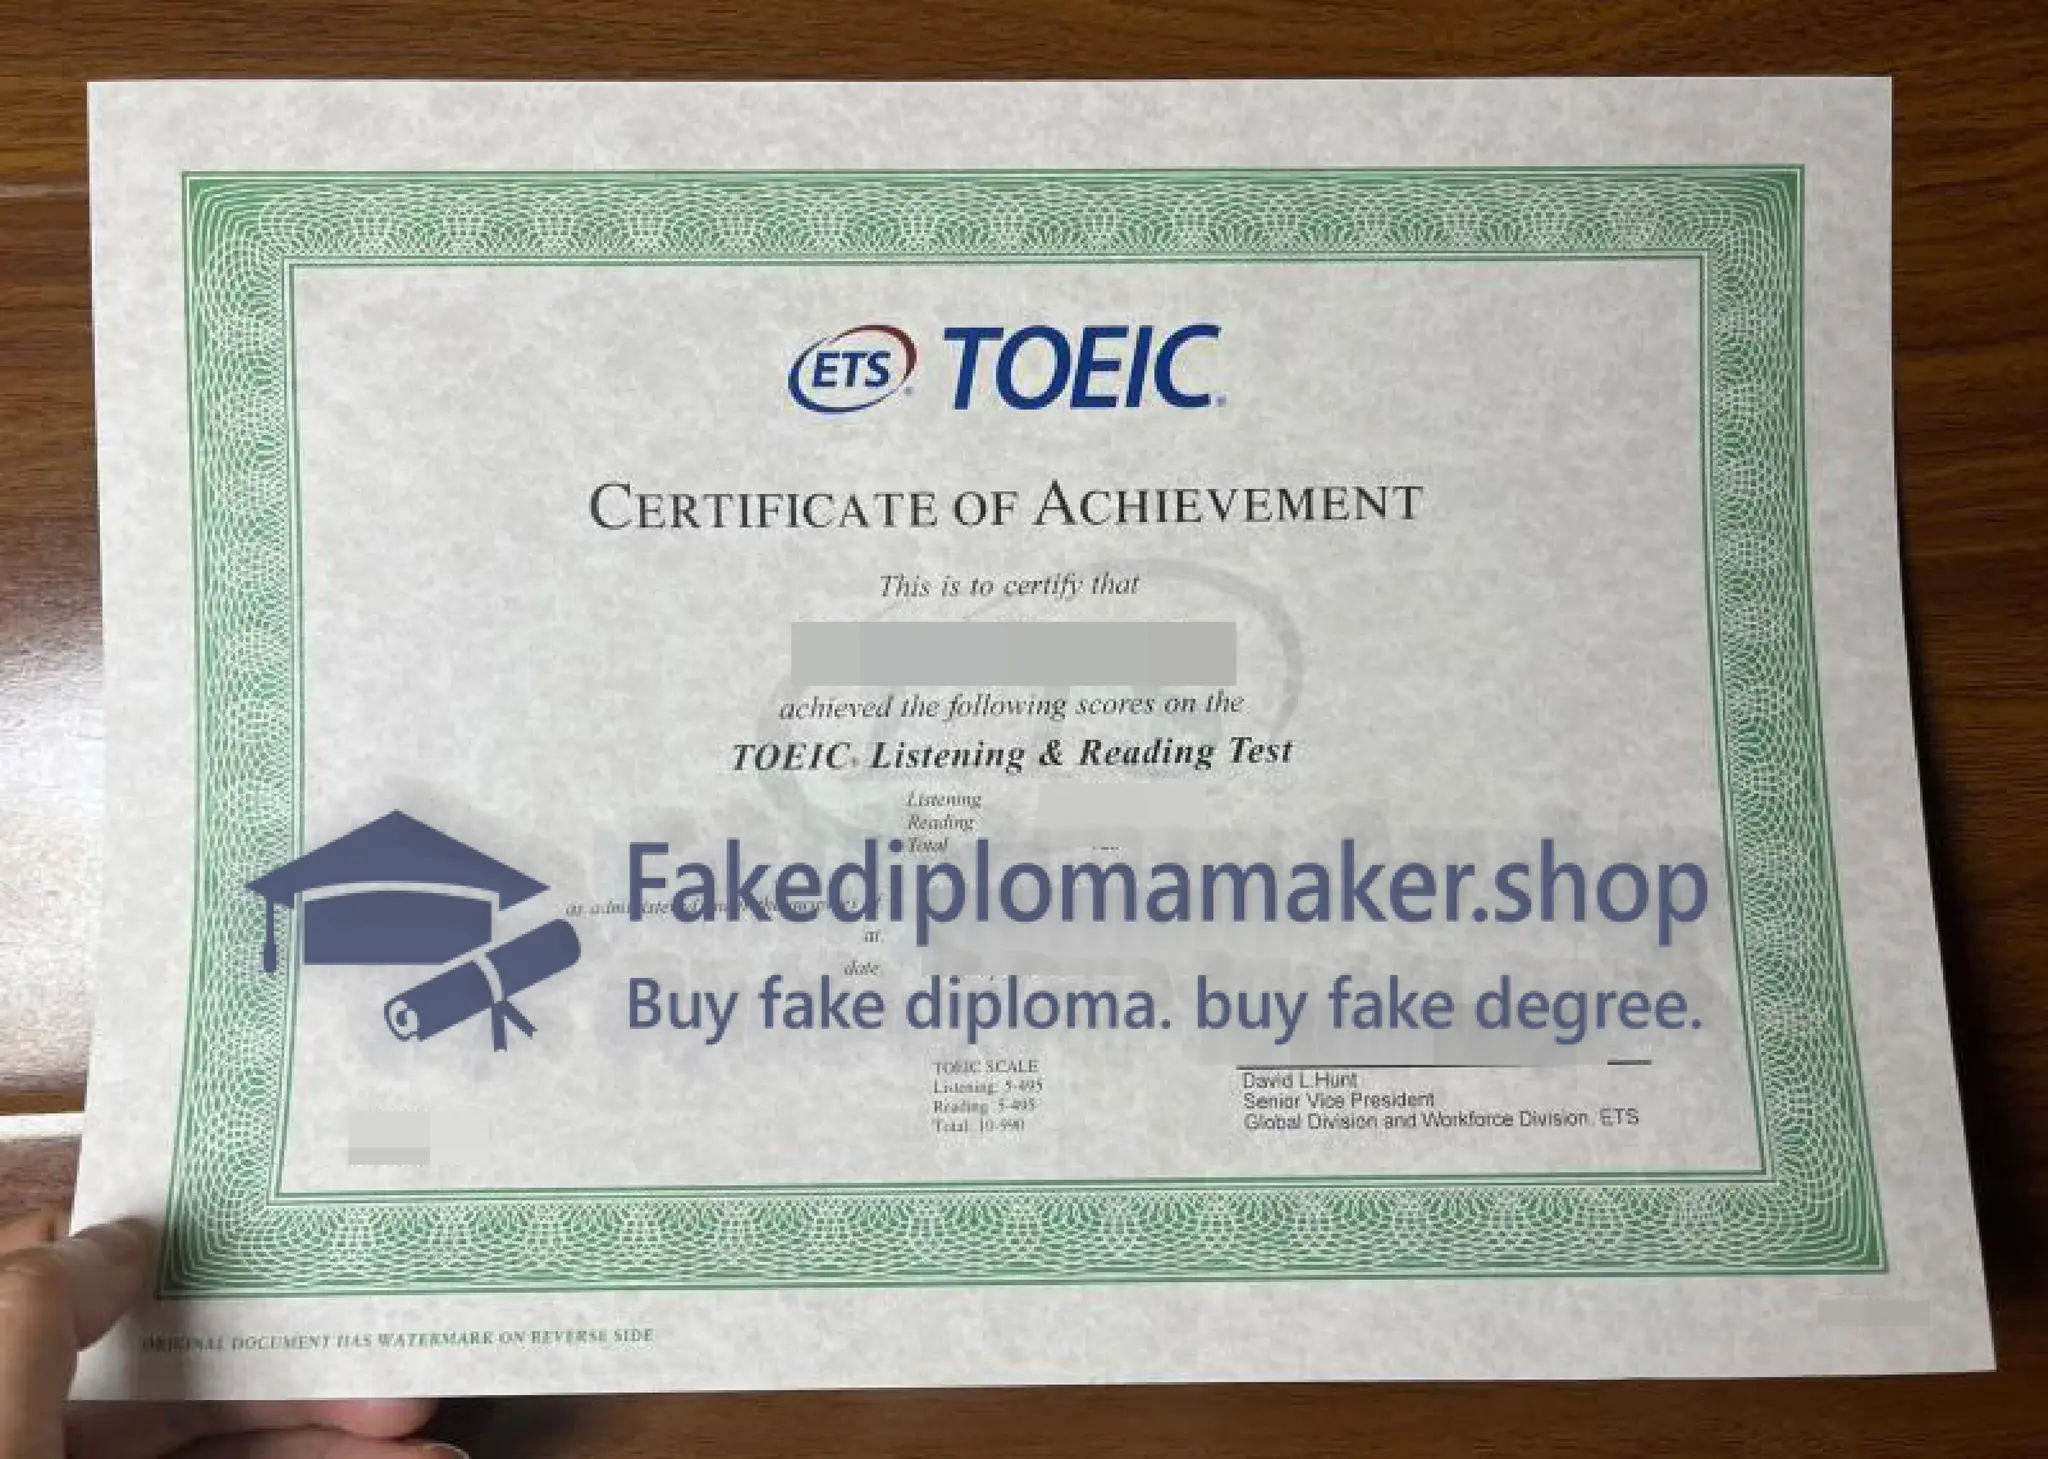 ETS® TOEIC®
CERTIFICATE OF ACHIEVEMENT
This is to certify that
achieved the following scores on the
TOEIC® Listening & Reading Test
Listening
Reading
Total
Fakediplomamaker.shop
as administered
at
date
Buy fake diploma. buy fake degree.
TOEIC SCALE
Listening: 5-495
Reading: 5-495
Total: 10-990
David L.Hunt
Senior Vice President
Global Division and Workforce Division, ETS
ORIGINAL DOCUMENT HAS WATERMARK ON REVERSE SIDE